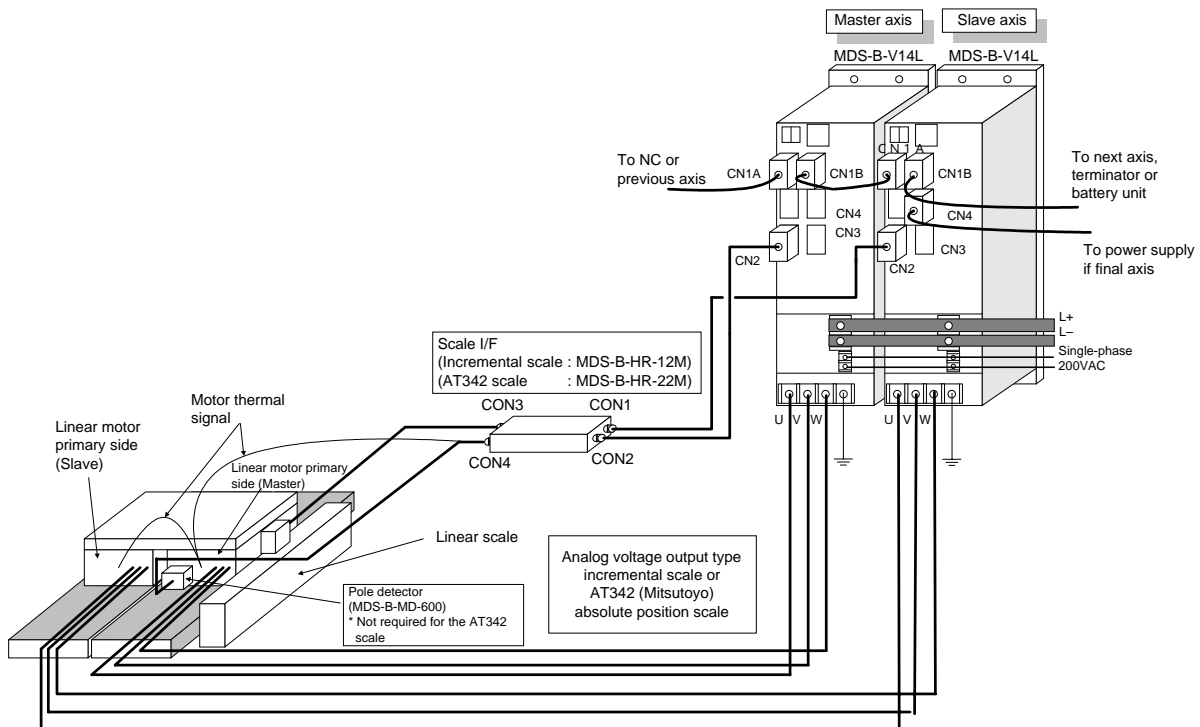 Master axis
Slave axis
MDS-B-V14L
MDS-B-V14L
To NC or
previous axis
CN1A
CN1B
CN1A
CN1B
To next axis,
terminator or
battery unit
CN4
CN4
CN3
CN3
To power supply
if final axis
CN2
CN2
L+
L–
Single-phase
200VAC
Scale I/F
(Incremental scale : MDS-B-HR-12M)
(AT342 scale : MDS-B-HR-22M)
CON3
CON1
CON4
CON2
U V W
U V W
Motor thermal
signal
Linear motor
primary side
(Slave)
Linear motor primary
side (Master)
Linear scale
Analog voltage output type
incremental scale or
AT342 (Mitsutoyo)
absolute position scale
Pole detector
(MDS-B-MD-600)
* Not required for the AT342
scale